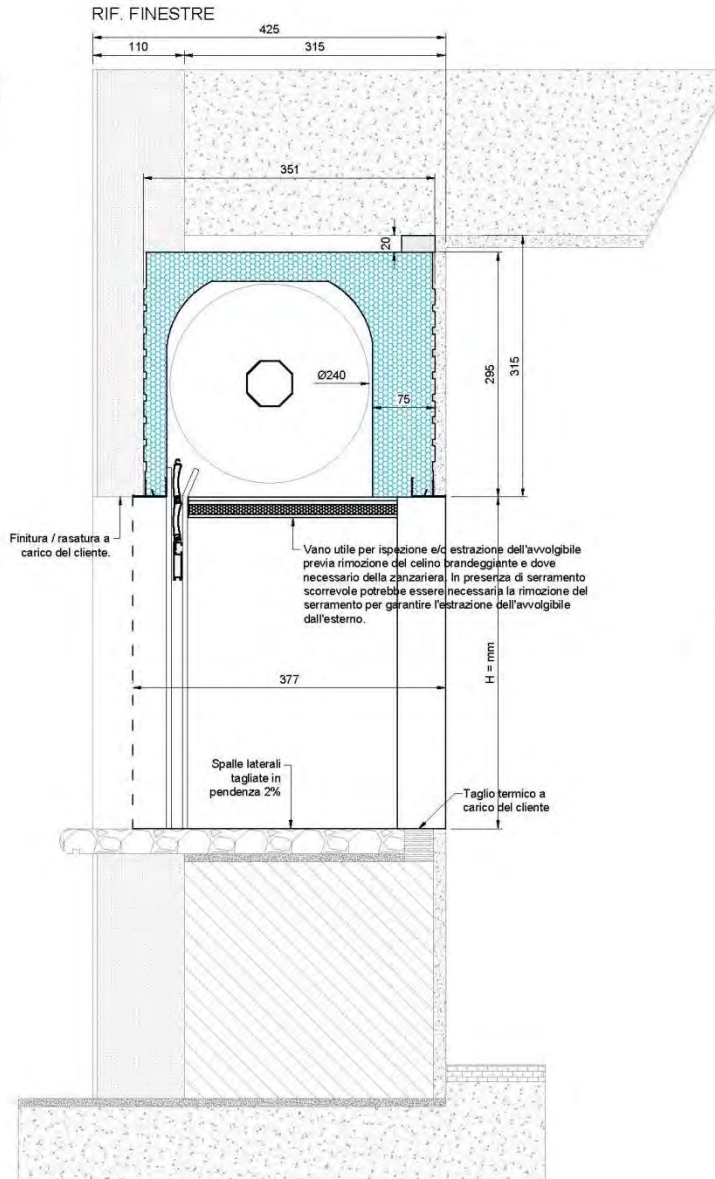 RIF. FINESTRE
425
110
315
351
20
295
315
Ø240
75
Finitura / rasatura a
carico del cliente.
Vano utile per ispezione e/o estrazione dell'avvolgibile
previa rimozione del celino brandeggiante e dove
necessario della zanzariera. In presenza di serramento
scorrevole potrebbe essere necessaria la rimozione del
serramento per garantire l'estrazione dell'avvolgibile
dall'esterno.
H = mm
377
Spalle laterali
tagliate in
pendenza 2%
Taglio termico a
carico del cliente